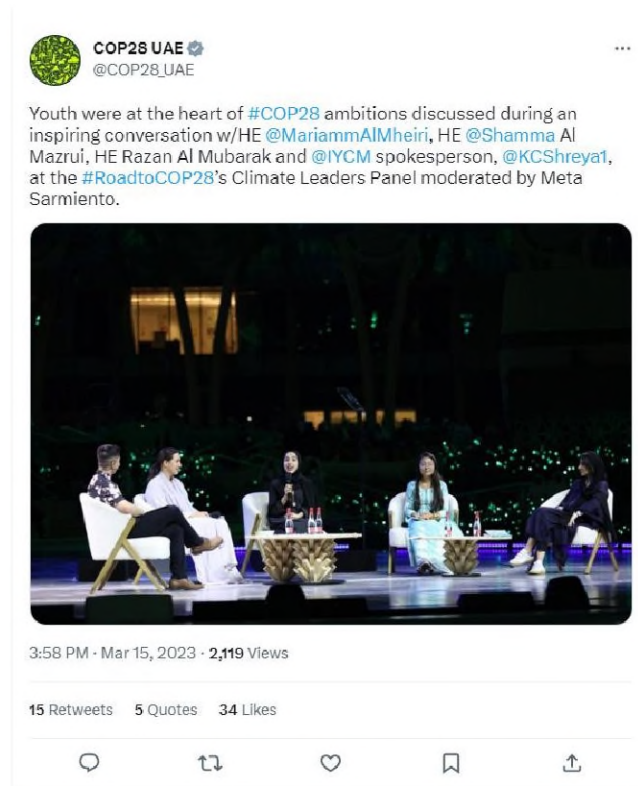 COP28 UAE
@COP28_UAE
Youth were at the heart of #COP28 ambitions discussed during an
inspiring conversation w/HE @MariammAlMheiri, HE @Shamma Al
Mazrui, HE Razan Al Mubarak and @IYCM spokesperson, @KCShreya1,
at the #RoadtoCOP28's Climate Leaders Panel moderated by Meta
Sarmiento.
3:58 PM · Mar 15, 2023 · 2,119 Views
15 Retweets 5 Quotes 34 Likes